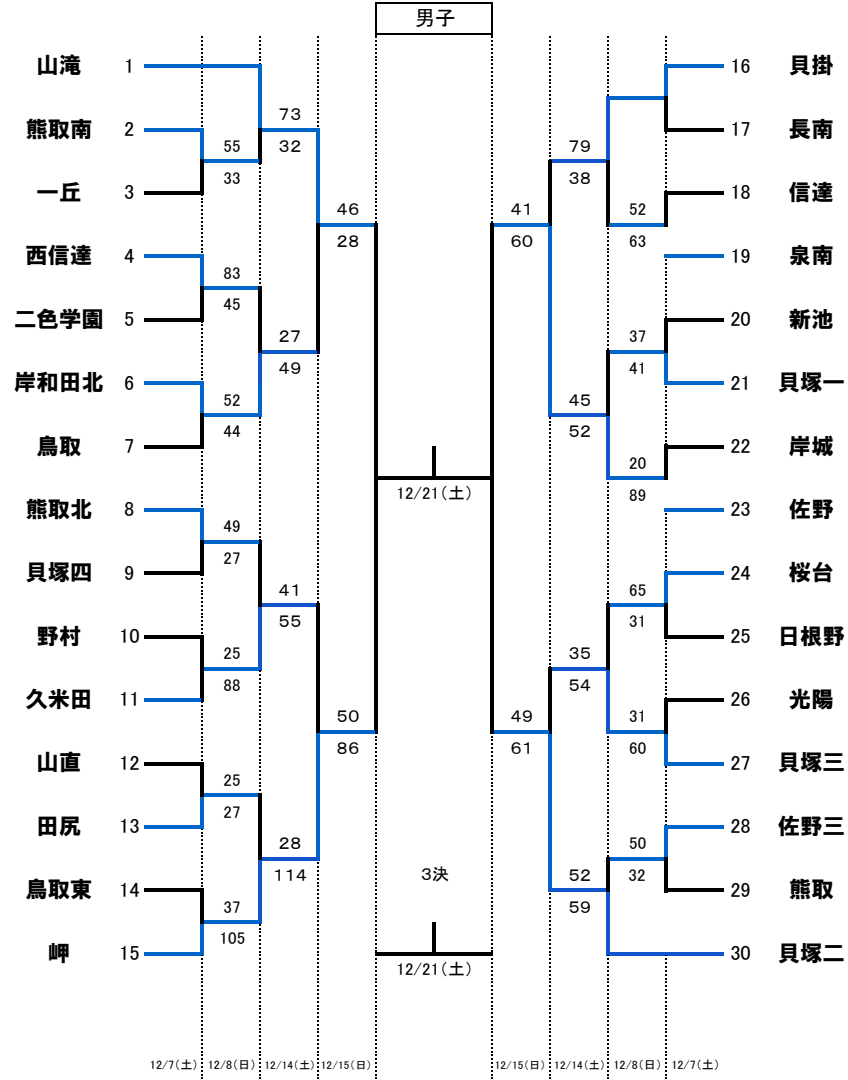 男子
山滝 1
熊取南 2
一丘 3
西信達 4
二色学園 5
岸和田北 6
鳥取 7
熊取北 8
貝塚四 9
野村 10
久米田 11
山直 12
田尻 13
鳥取東 14
岬 15
55
33
83
45
52
44
49
27
25
88
25
27
37
105
73
32
27
49
41
55
28
114
46
28
50
86
12/21(土)
3決
12/21(土)
41
60
49
61
79
38
45
52
35
54
52
59
52
63
37
41
20
89
65
31
31
60
50
32
16 貝掛
17 長南
18 信達
19 泉南
20 新池
21 貝塚一
22 岸城
23 佐野
24 桜台
25 日根野
26 光陽
27 貝塚三
28 佐野三
29 熊取
30 貝塚二
12/7(土) 12/8(日) 12/14(土) 12/15(日) 12/15(日) 12/14(土) 12/8(日) 12/7(土)